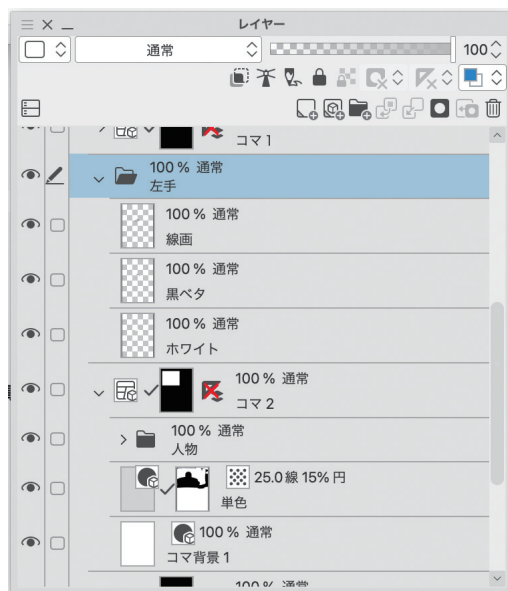 レイヤー
通常
100
コマ 1
100 % 通常
左手
100 % 通常
線画
100 % 通常
黒ベタ
100 % 通常
ホワイト
100 % 通常
コマ 2
100 % 通常
人物
25.0 線 15% 円
単色
100 % 通常
コマ背景 1
100 % 通常